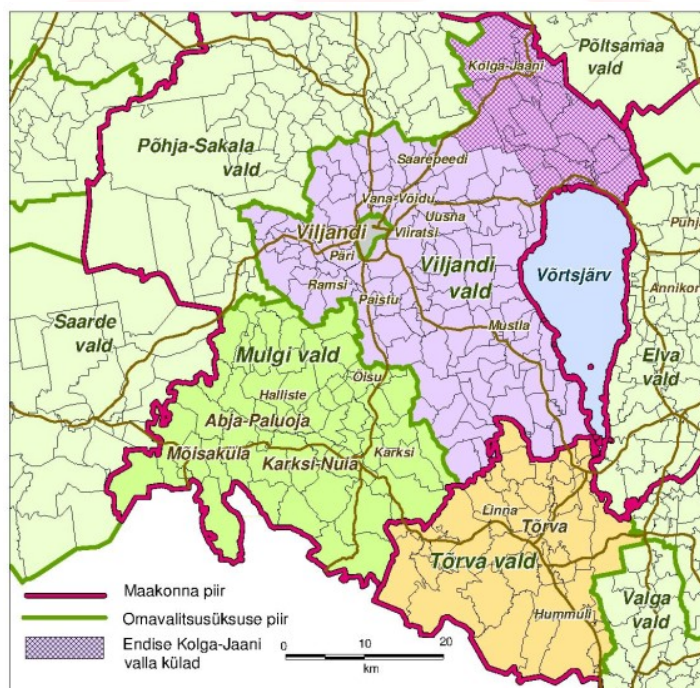 Põltsamaa
vald
Kolga-Jaani
Põhja-Sakala
vald
Saarepeedi
Vana-Võidu
Uusna
Viljandi
Viiratsi
Päri
Viljandi
vald
Võrtsjärv
Ramsi
Paistu
Annikor
Saarde
vald
Mustla
Elva
vald
Mulgi vald
Õisu
Halliste
Abja-Paluoja
Mõisaküla
Karksi-Nuia
Karksi
Linna
Tõrva
Tõrva vald
Hummuli
Valga
vald
Maakonna piir
Omavalitsusüksuse piir
Endise Kolga-Jaani
valla külad
0 10 20
km